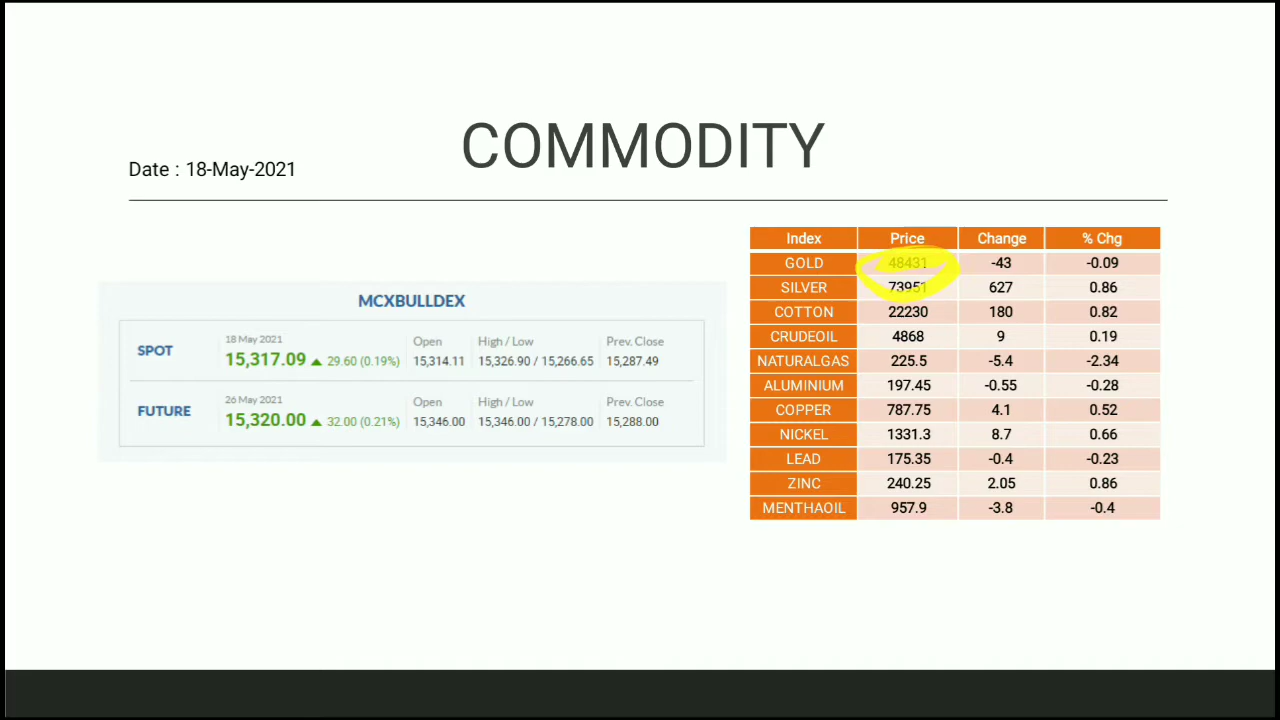 COMMODITY
Date : 18-May-2021
MCXBULLDEX
SPOT
18 May 2021
15,317.09 ▲ 29.60 (0.19%)
Open
15,314.11
High / Low
15,326.90 / 15,266.65
Prev. Close
15,287.49
FUTURE
26 May 2021
15,320.00 ▲ 32.00 (0.21%)
Open
15,346.00
High / Low
15,346.00 / 15,278.00
Prev. Close
15,288.00
Index Price Change % Chg
GOLD 48431 -43 -0.09
SILVER 73951 627 0.86
COTTON 22230 180 0.82
CRUDEOIL 4868 9 0.19
NATURALGAS 225.5 -5.4 -2.34
ALUMINIUM 197.45 -0.55 -0.28
COPPER 787.75 4.1 0.52
NICKEL 1331.3 8.7 0.66
LEAD 175.35 -0.4 -0.23
ZINC 240.25 2.05 0.86
MENTHAOIL 957.9 -3.8 -0.4